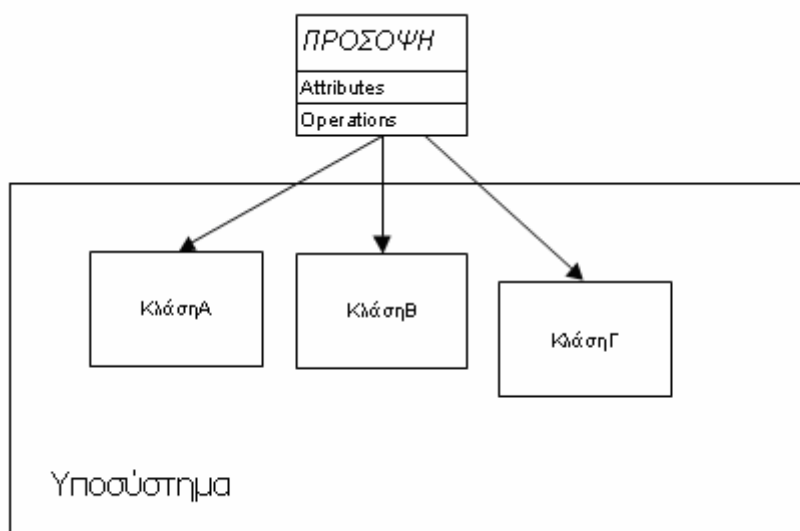 ΠΡΟΣΟΨΗ
Attributes
Operations
ΚλάσηΑ
ΚλάσηΒ
ΚλάσηΓ
Υποσύστημα